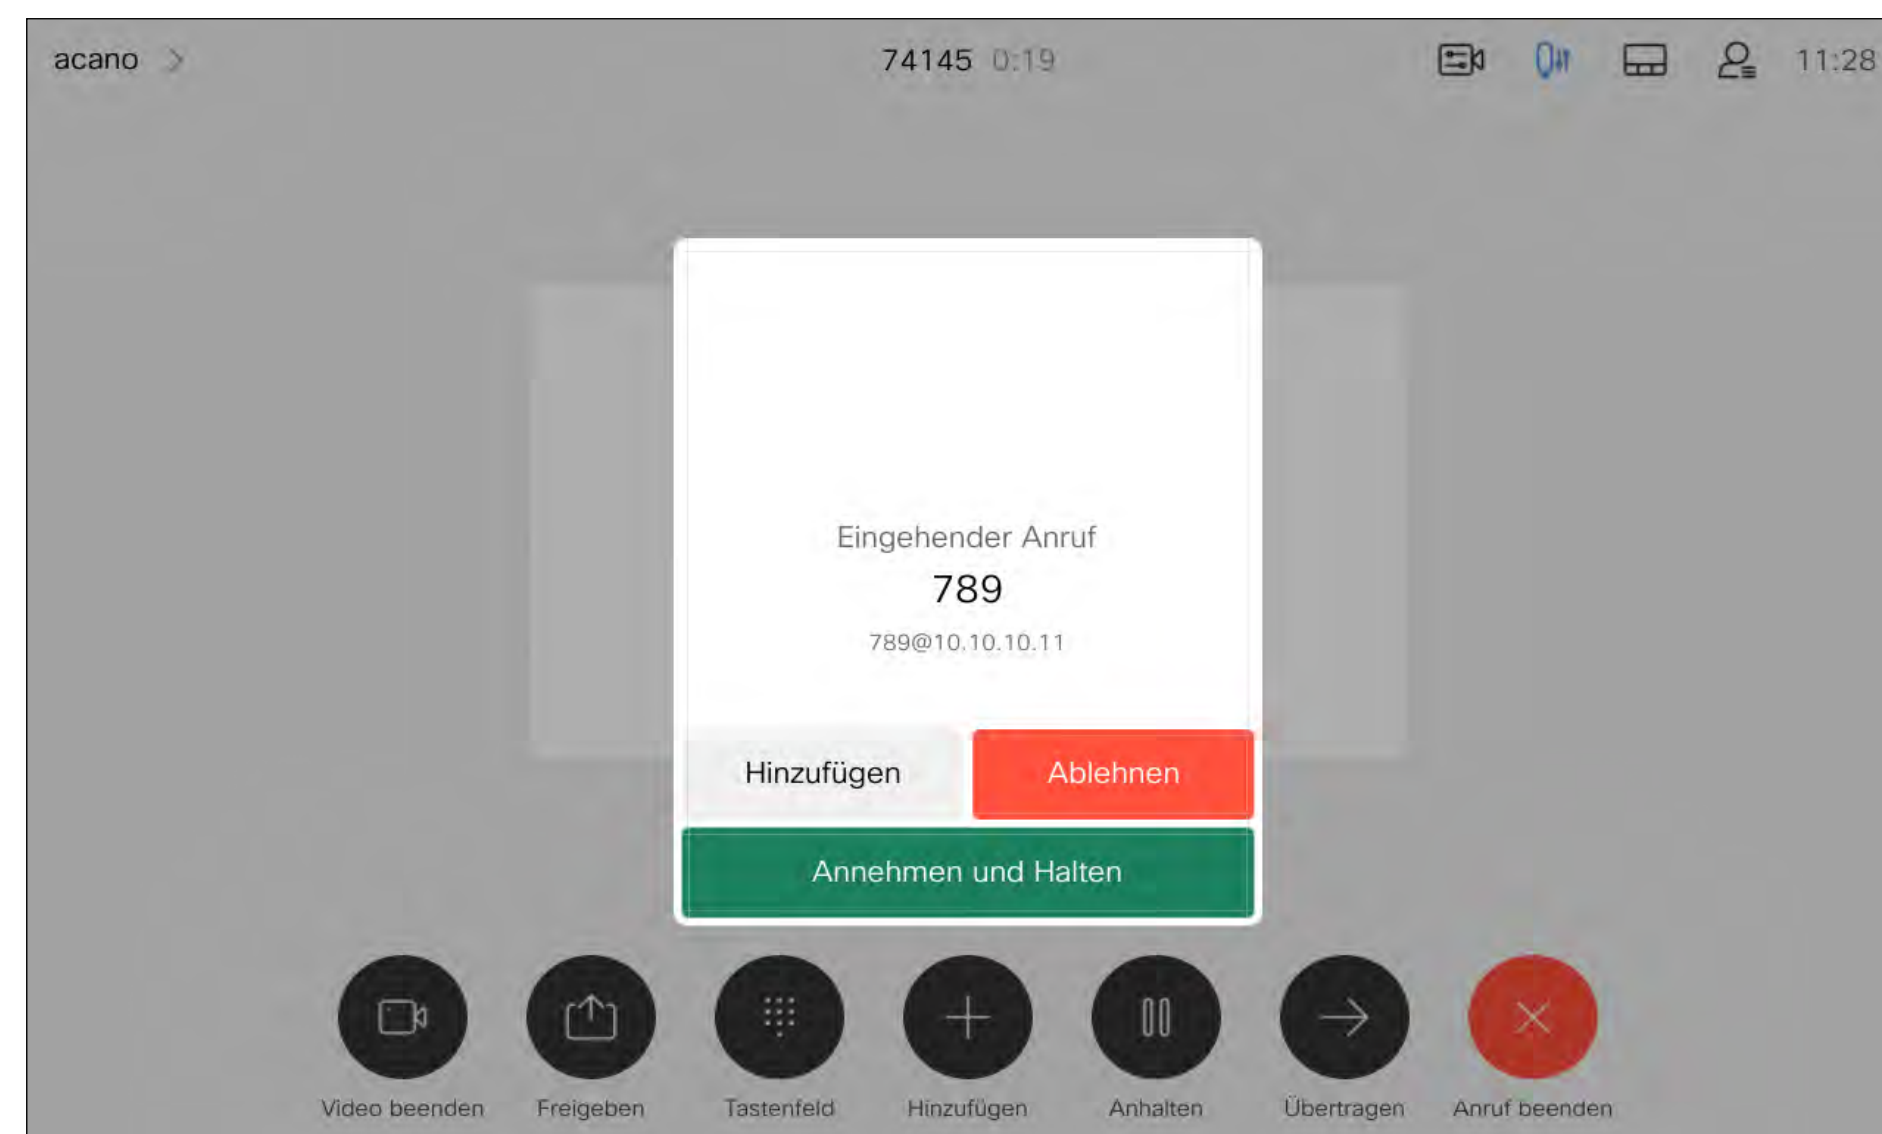 acano
74145 0:19
11:28
Eingehender Anruf
789
789@10.10.10.11
Hinzufügen
Ablehnen
Annehmen und Halten
Video beenden
Freigeben
Tastenfeld
Hinzufügen
Anhalten
Übertragen
Anruf beenden